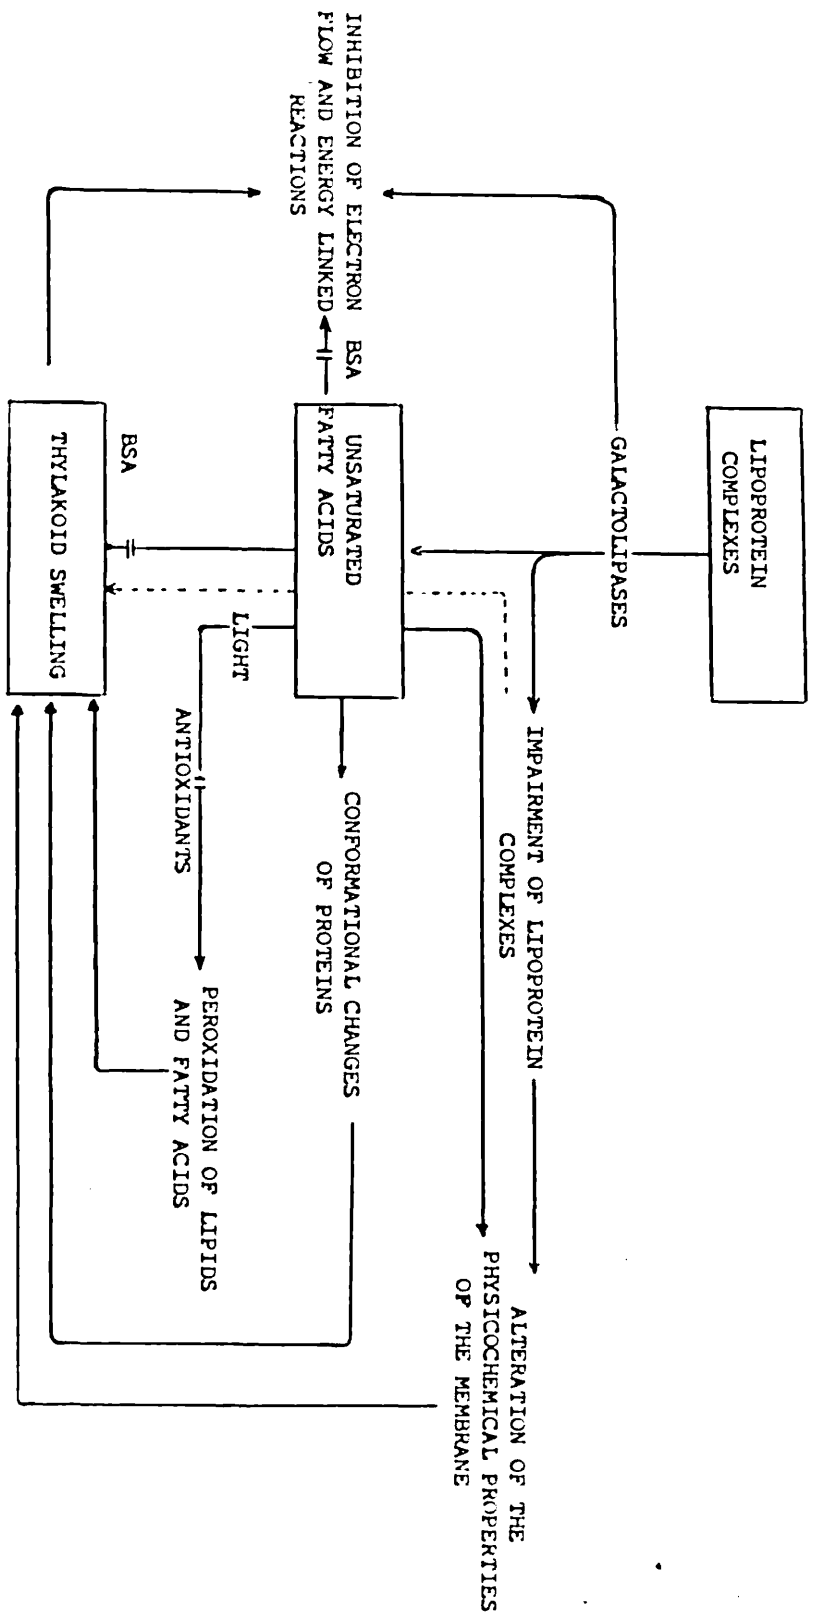 LIPOPROTEIN
COMPLEXES
GALACTOLIPASES
IMPAIRMENT OF LIPOPROTEIN
COMPLEXES
ALTERATION OF THE
PHYSICOCHEMICAL PROPERTIES
OF THE MEMBRANE
INHIBITION OF ELECTRON
FLOW AND ENERGY LINKED
REACTIONS
BSA
UNSATURATED
FATTY ACIDS
CONFORMATIONAL CHANGES
OF PROTEINS
LIGHT
ANTIOXIDANTS
PEROXIDATION OF LIPIDS
AND FATTY ACIDS
BSA
THYLAKOID SWELLING